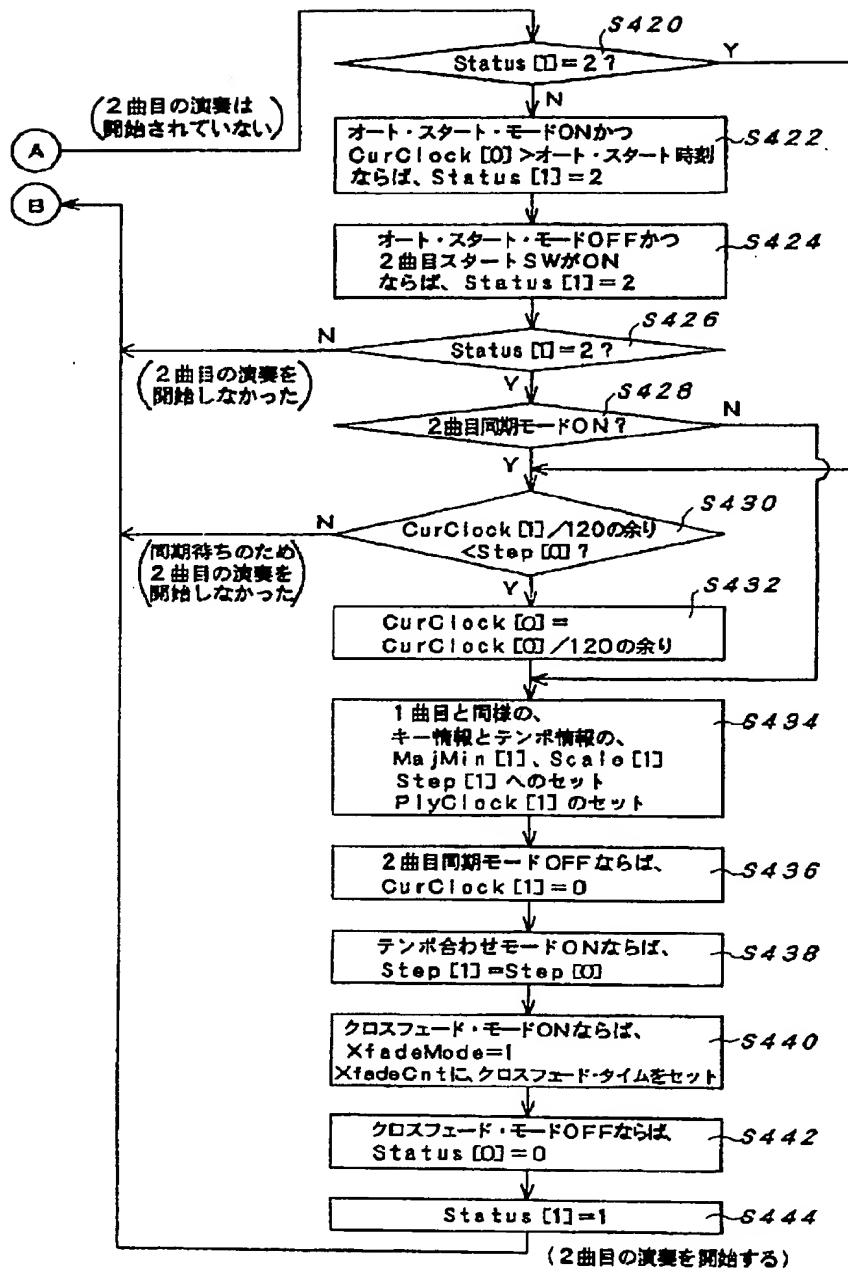 S420
Status[1]=2?
Y
N
(2曲目の演奏は
開始されていない)
A
B
オート・スタート・モードONかつ
CurClock[0]>オート・スタート時刻
ならば、Status[1]=2
S422
オート・スタート・モードOFFかつ
2曲目スタートSWがON
ならば、Status[1]=2
S424
S426
N
Status[1]=2?
Y
(2曲目の演奏を
開始しなかった)
S428
2曲目同期モードON?
N
Y
S430
N
CurClock[1]/120の余り
<Step[0]?
Y
(同期待ちのため
2曲目の演奏を
開始しなかった)
S432
CurClock[0]=
CurClock[0]/120の余り
1曲目と同様の、
キー情報とテンポ情報の、
MajMin[1]、Scale[1]
Step[1]へのセット
PlyClock[1]のセット
S434
2曲目同期モードOFFならば、
CurClock[1]=0
S436
テンポ合わせモードONならば、
Step[1]=Step[0]
S438
クロスフェード・モードONならば、
XfadeMode=1
XfadeCntに、クロスフェード・タイムをセット
S440
クロスフェード・モードOFFならば、
Status[0]=0
S442
Status[1]=1
S444
(2曲目の演奏を開始する)